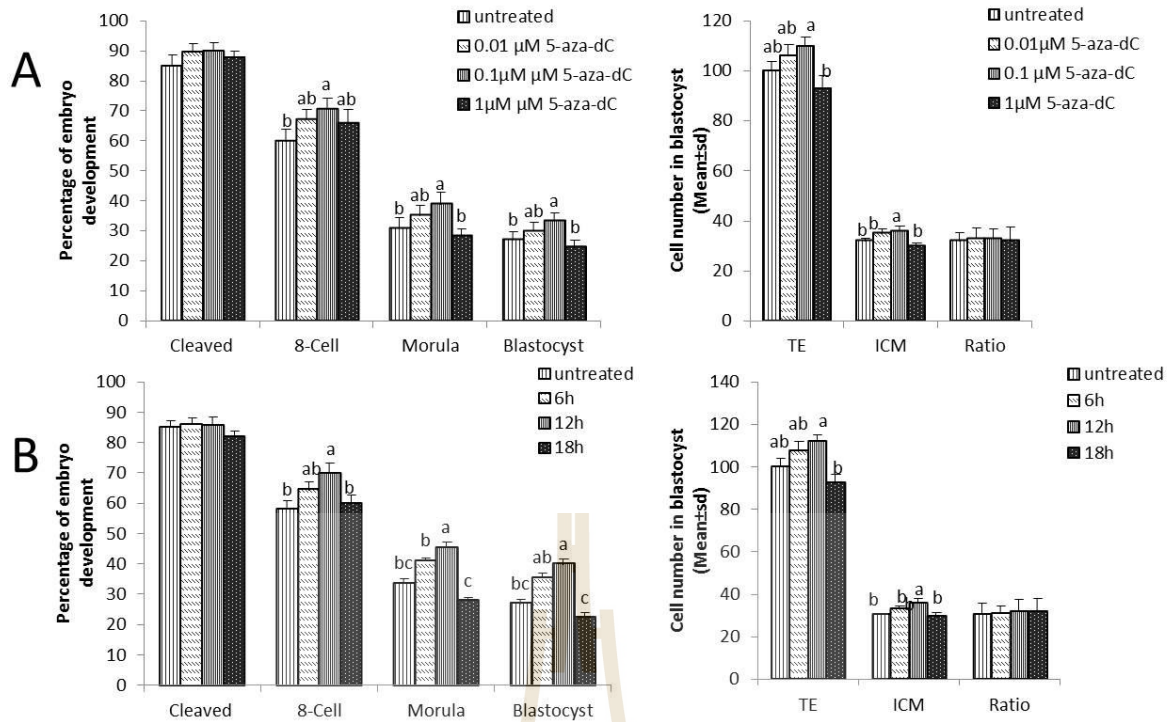 A
Percentage of embryo
development
100
90
80
70
60
50
40
30
20
10
0
untreated
0.01 µM 5-aza-dC
0.1µM µM 5-aza-dC
1µM µM 5-aza-dC
b ab a ab
b ab a b
b ab a b
Cleaved 8-Cell Morula Blastocyst
Cell number in blastocyst
(Mean±sd)
120
100
80
60
40
20
0
untreated
0.01µM 5-aza-dC
0.1 µM 5-aza-dC
1µM 5-aza-dC
ab ab a b
b b a b
TE ICM Ratio
B
Percentage of embryo
development
100
90
80
70
60
50
40
30
20
10
0
untreated
6h
12h
18h
b ab a b
bc b a c
bc ab a c
Cleaved 8-Cell Morula Blastocyst
Cell number in blastocyst
(Mean±sd)
140
120
100
80
60
40
20
0
untreated
6h
12h
18h
ab ab a b
b b b a b
TE ICM Ratio